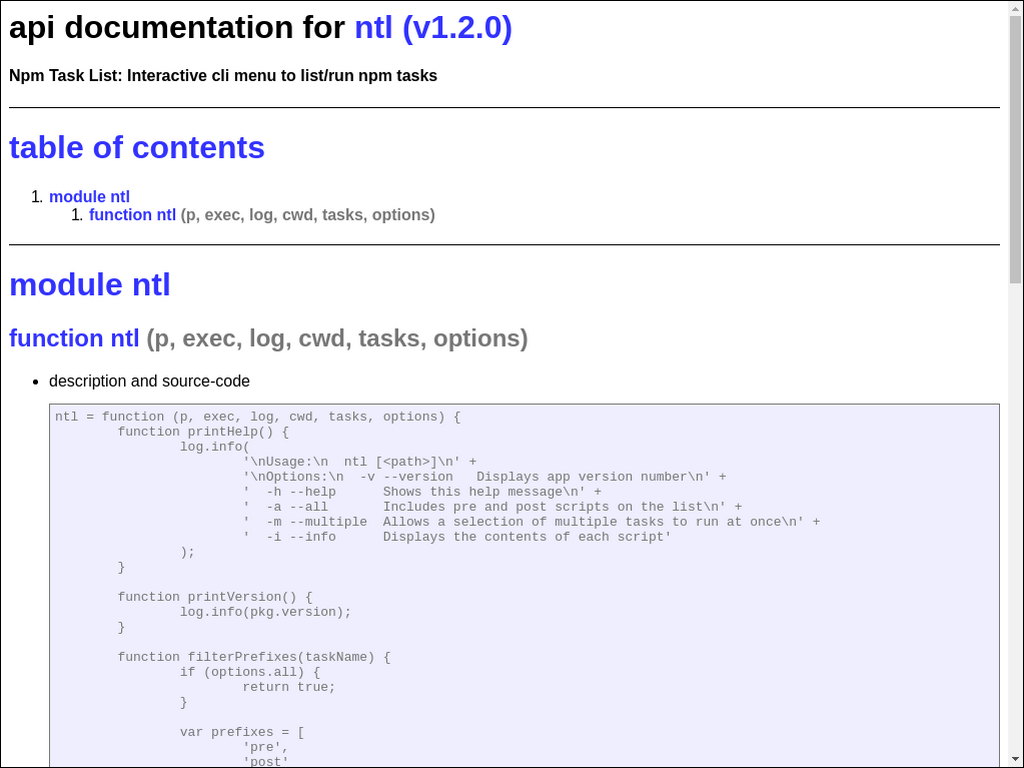 api documentation for ntl (v1.2.0)
Npm Task List: Interactive cli menu to list/run npm tasks
table of contents
1. module ntl
1. function ntl (p, exec, log, cwd, tasks, options)
module ntl
function ntl (p, exec, log, cwd, tasks, options)
• description and source-code
ntl = function (p, exec, log, cwd, tasks, options) {
        function printHelp() {
                log.info(
                        '\nUsage:\n  ntl [<path>]\n' +
                        '\nOptions:\n  -v --version   Displays app version number\n' +
                        '  -h --help      Shows this help message\n' +
                        '  -a --all       Includes pre and post scripts on the list\n' +
                        '  -m --multiple  Allows a selection of multiple tasks to run at once\n' +
                        '  -i --info      Displays the contents of each script'
                );
        }
        function printVersion() {
                log.info(pkg.version);
        }
        function filterPrefixes(taskName) {
                if (options.all) {
                        return true;
                }
                var prefixes = [
                        'pre',
                        'post'